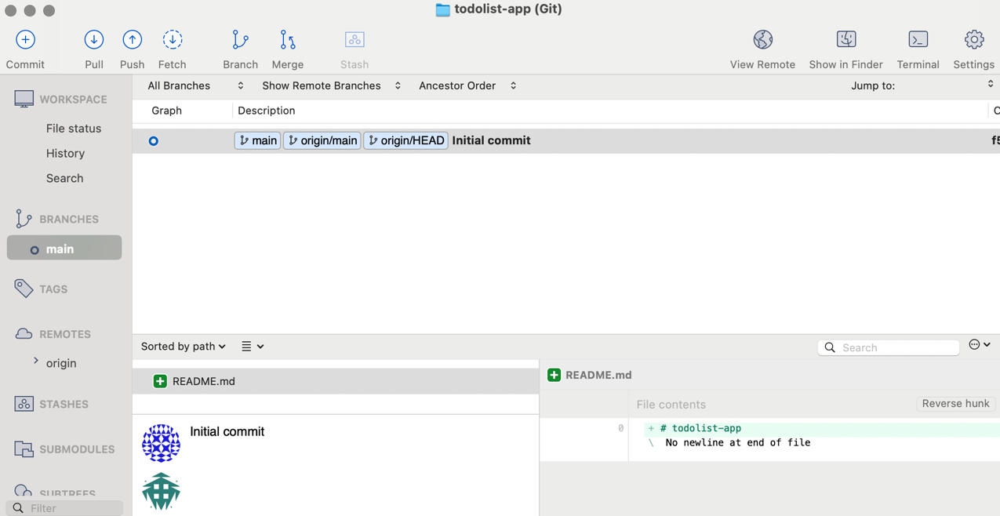 todolist-app (Git)
Commit Pull Push Fetch Branch Merge Stash View Remote Show in Finder Terminal Settings
All Branches Show Remote Branches Ancestor Order Jump to:
Graph Description C
main origin/main origin/HEAD Initial commit f5
WORKSPACE
File status
History
Search
BRANCHES
main
TAGS
REMOTES
origin
STASHES
SUBMODULES
SUBTREES
Filter
Sorted by path Search
README.md
Initial commit
README.md
File contents Reverse hunk
0 + # todolist-app
\ No newline at end of file